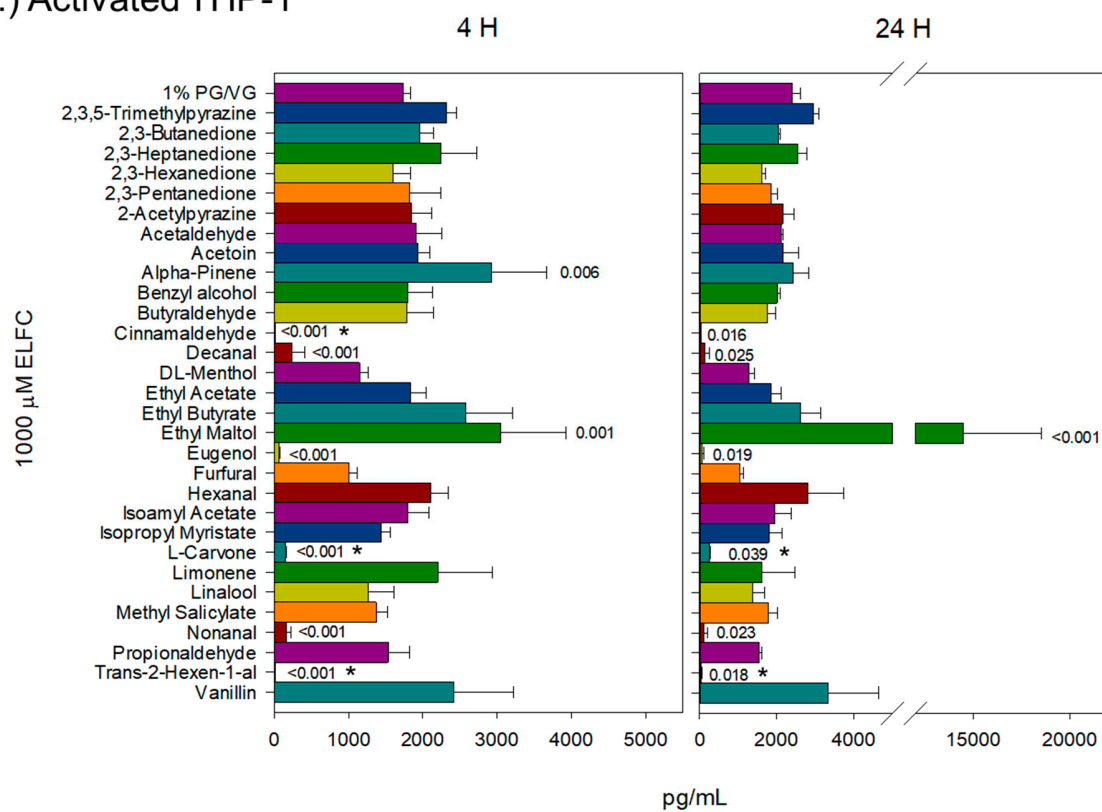 .) Activated THP-1
4 H
24 H
1% PG/VG
2,3,5-Trimethylpyrazine
2,3-Butanedione
2,3-Heptanedione
2,3-Hexanedione
2,3-Pentanedione
2-Acetylpyrazine
Acetaldehyde
Acetoin
Alpha-Pinene 0.006
Benzyl alcohol
Butyraldehyde
Cinnamaldehyde <0.001 * 0.016
Decanal <0.001 0.025
DL-Menthol
Ethyl Acetate
Ethyl Butyrate
Ethyl Maltol 0.001 <0.001
Eugenol <0.001 0.019
Furfural
Hexanal
Isoamyl Acetate
Isopropyl Myristate
L-Carvone <0.001 * 0.039 *
Limonene
Linalool
Methyl Salicylate
Nonanal <0.001 0.023
Propionaldehyde
Trans-2-Hexen-1-al <0.001 * 0.018 *
Vanillin
1000 µM ELFC
0 1000 2000 3000 4000 5000
0 2000 4000 15000 20000
pg/mL